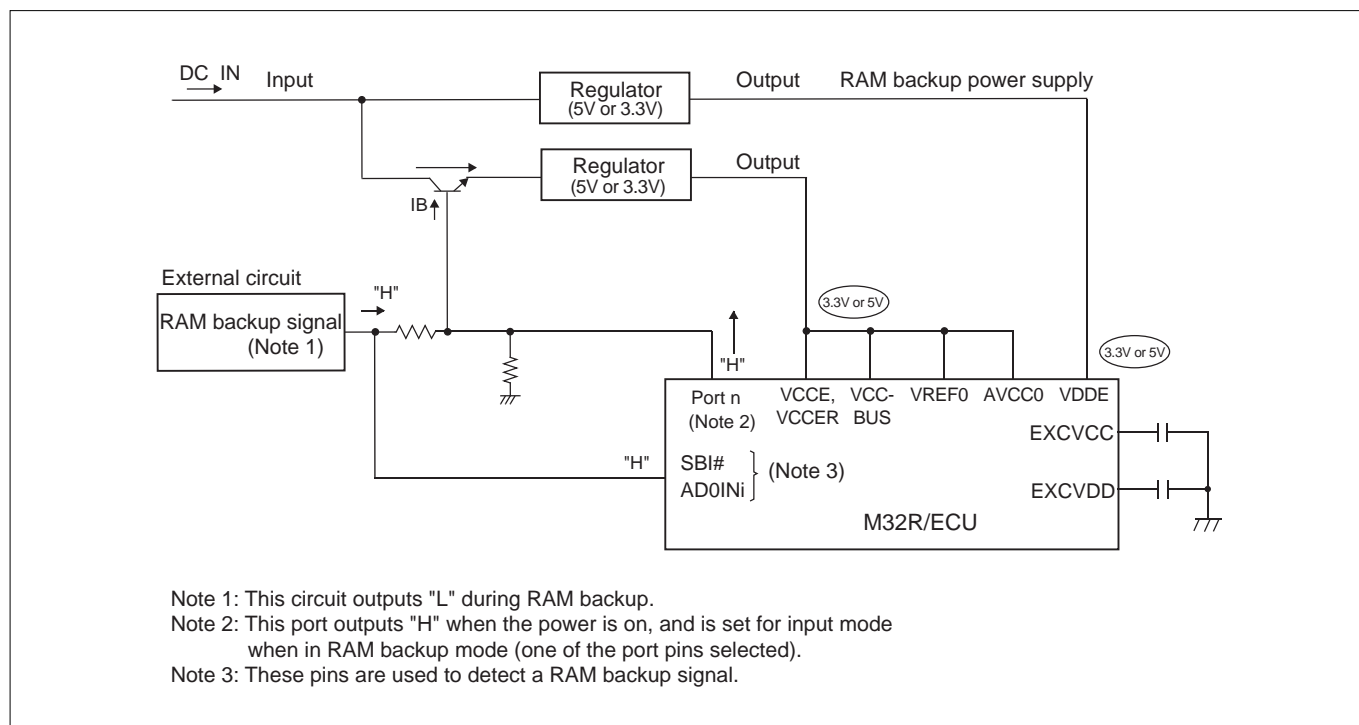 DC IN
Input
Regulator
(5V or 3.3V)
Output
RAM backup power supply
Regulator
(5V or 3.3V)
Output
IB
External circuit
"H"
RAM backup signal
(Note 1)
3.3V or 5V
3.3V or 5V
"H"
Port n
(Note 2)
VCCE,
VCCER
VCC-
BUS
VREF0
AVCC0
VDDE
EXCVCC
"H"
SBI#
AD0INi
(Note 3)
EXCVDD
M32R/ECU
Note 1: This circuit outputs "L" during RAM backup.
Note 2: This port outputs "H" when the power is on, and is set for input mode
when in RAM backup mode (one of the port pins selected).
Note 3: These pins are used to detect a RAM backup signal.